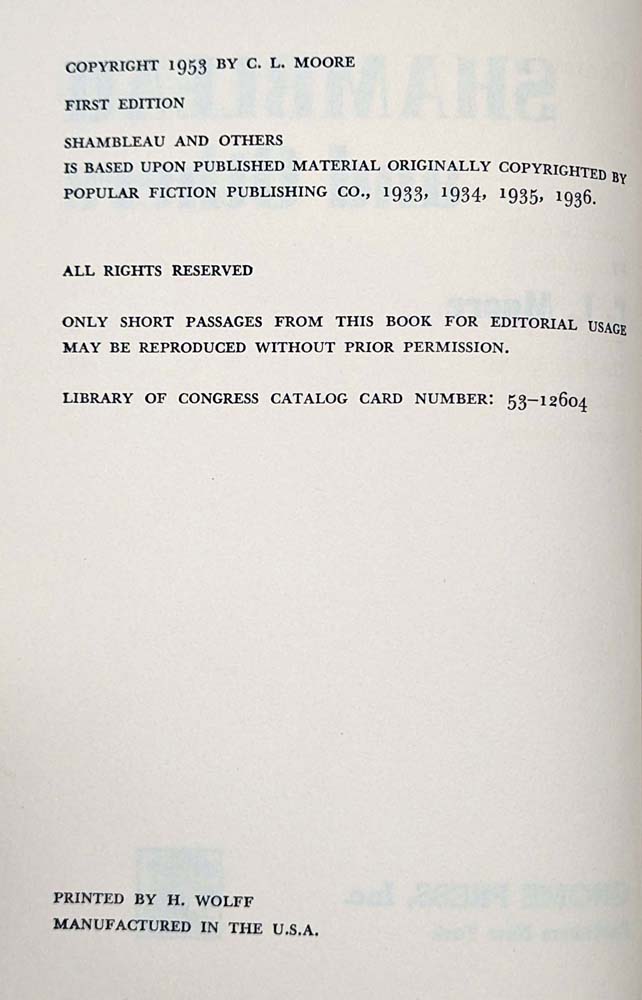 COPYRIGHT 1953 BY C. L. MOORE
FIRST EDITION
SHAMBLEAU AND OTHERS
IS BASED UPON PUBLISHED MATERIAL ORIGINALLY COPYRIGHTED BY
POPULAR FICTION PUBLISHING CO., 1933, 1934, 1935, 1936.
ALL RIGHTS RESERVED
ONLY SHORT PASSAGES FROM THIS BOOK FOR EDITORIAL USAGE
MAY BE REPRODUCED WITHOUT PRIOR PERMISSION.
LIBRARY OF CONGRESS CATALOG CARD NUMBER: 53–12604
PRINTED BY H. WOLFF
MANUFACTURED IN THE U.S.A.